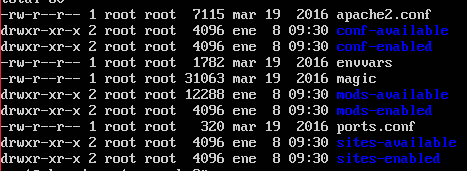 -rw-r--r-- 1 root root  7115 mar 19  2016 apache2.conf
drwxr-xr-x 2 root root  4096 ene  8 09:30 conf-available
drwxr-xr-x 2 root root  4096 ene  8 09:30 conf-enabled
-rw-r--r-- 1 root root  1782 mar 19  2016 envvars
-rw-r--r-- 1 root root 31063 mar 19  2016 magic
drwxr-xr-x 2 root root 12288 ene  8 09:30 mods-available
drwxr-xr-x 2 root root  4096 ene  8 09:30 mods-enabled
-rw-r--r-- 1 root root   320 mar 19  2016 ports.conf
drwxr-xr-x 2 root root  4096 ene  8 09:30 sites-available
drwxr-xr-x 2 root root  4096 ene  8 09:30 sites-enabled